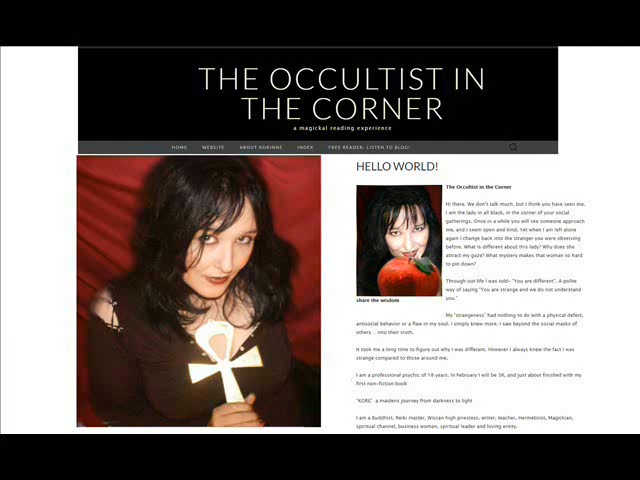 THE OCCULTIST IN
THE CORNER
a magickal reading experience
HOME WEBSITE ABOUT KORINNE INDEX FREE READER- LISTEN TO BLOG!
HELLO WORLD!
The Occultist in the Corner
Hi there. We don't talk much, but I think you have seen me.
I am the lady in all black, in the corner of your social
gatherings. Once in a while you will see someone approach
me, and I seem open and kind. Yet when I am left alone
again I change back into the stranger you were observing
before. What is different about this lady? Why does she
attract my gaze? What mystery makes that woman so hard
to pin down?
Through out life I was told- "You are different". A polite
way of saying "You are strange and we do not understand
you."
share the wisdom
My "strangeness" had nothing to do with a physical defect,
antisocial behavior or a flaw in my soul. I simply knew more. I saw beyond the social masks of
others... into their truth.
It took me a long time to figure out why I was different. However I always knew the fact I was
strange compared to those around me.
I am a professional psychic of 18 years. In February I will be 36, and just about finished with my
first non-fiction book
"KORE" a maidens journey from darkness to light
I am a Buddhist, Reiki master, Wiccan high priestess, writer, teacher, Hermeticist, Magickian,
spiritual channel, business woman, spiritual leader and loving entity.